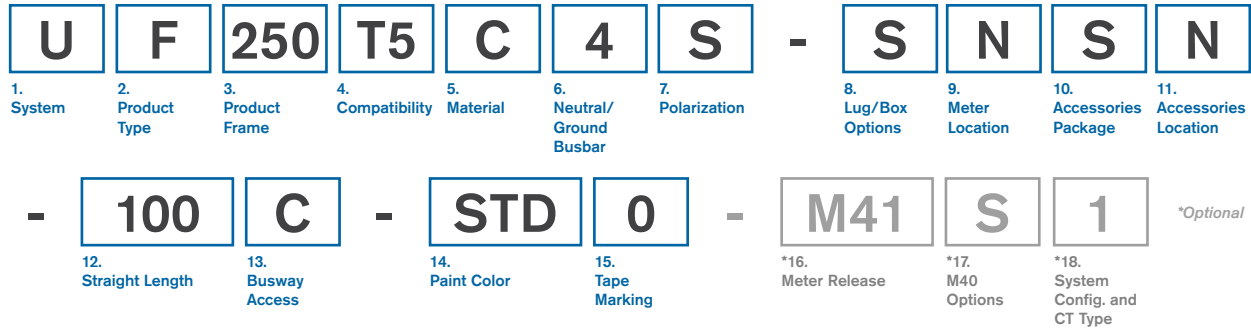 U F 250 T5 C 4 S - S N S N
1. System
2. Product Type
3. Product Frame
4. Compatibility
5. Material
6. Neutral/ Ground Busbar
7. Polarization
8. Lug/Box Options
9. Meter Location
10. Accessories Package
11. Accessories Location
- 100 C - STD 0 - M41 S 1 *Optional
12. Straight Length
13. Busway Access
14. Paint Color
15. Tape Marking
*16. Meter Release
*17. M40 Options
*18. System Config. and CT Type